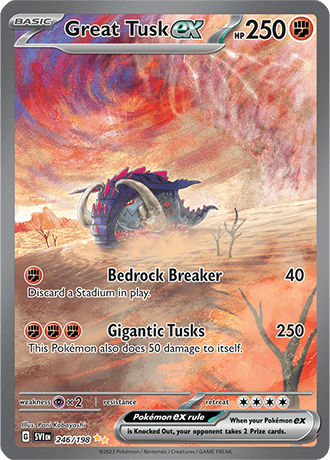 BASIC Great Tusk ex HP 250
Bedrock Breaker 40
Discard a Stadium in play.
Gigantic Tusks 250
This Pokémon also does 50 damage to itself.
weakness ×2 resistance retreat
Illus. Poni Kobayashi
G SVI EN 246/198
Pokémon ex rule When your Pokémon ex
is Knocked Out, your opponent takes 2 Prize cards.
©2023 Pokémon / Nintendo / Creatures / GAME FREAK